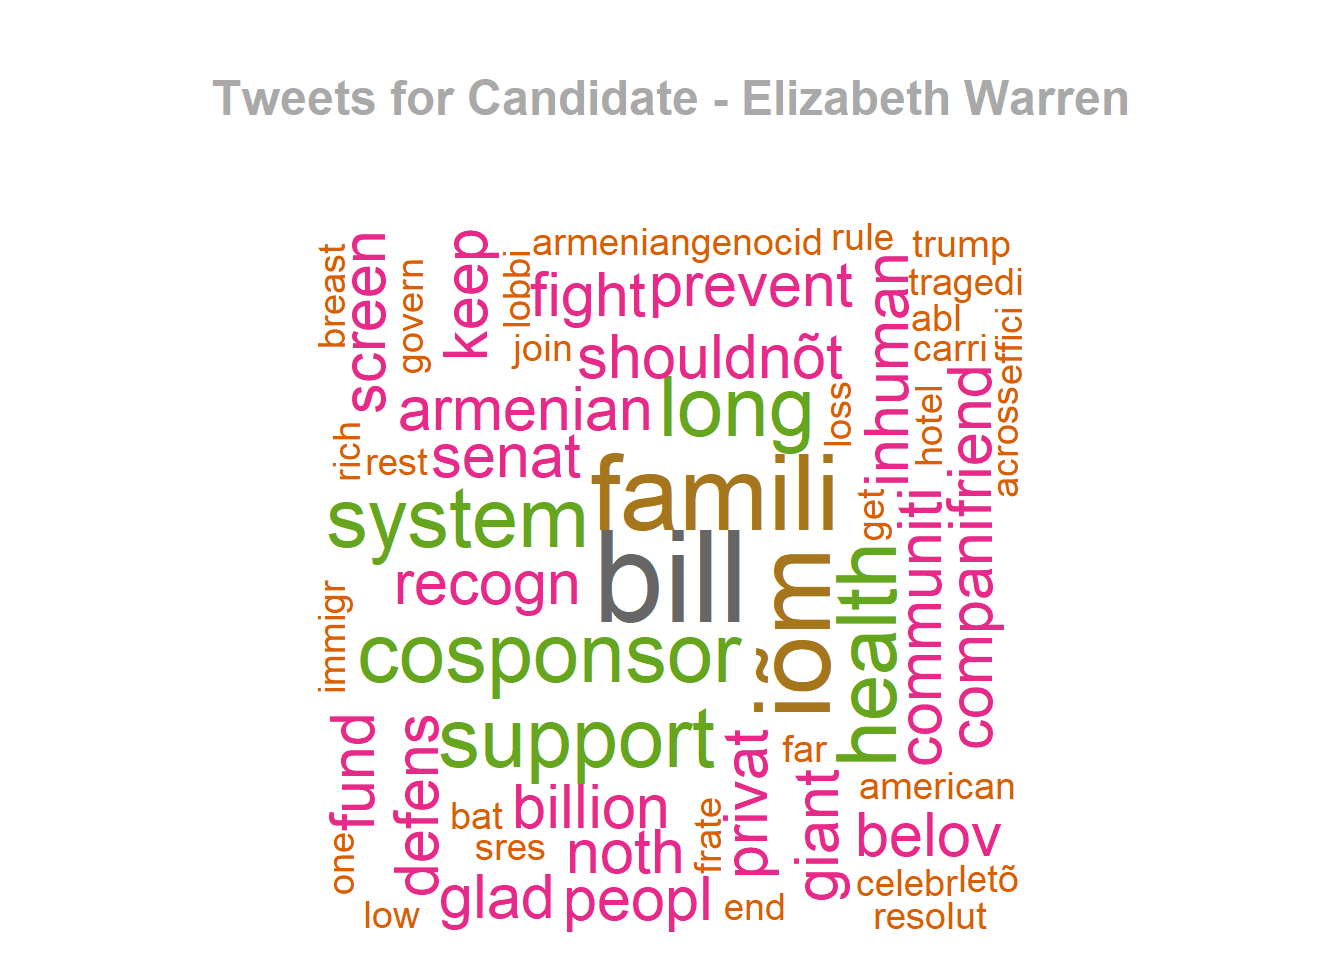 Tweets for Candidate - Elizabeth Warren
breast
screen
govern
keep
lobbi
armeniangenocid
rule
trump
fight
prevent
inhuman
tragedi
abl
carri
effici
join
shouldnõt
armenian
long
loss
hotel
friend
across
rich
rest
senat
famili
get
communiti
system
bill
iõm
health
compani
recogn
immigr
cosponsor
support
fund
defens
privat
far
giant
american
bat
billion
frate
belov
one
sres
noth
celebr
letõ
low
glad
peopl
end
resolut